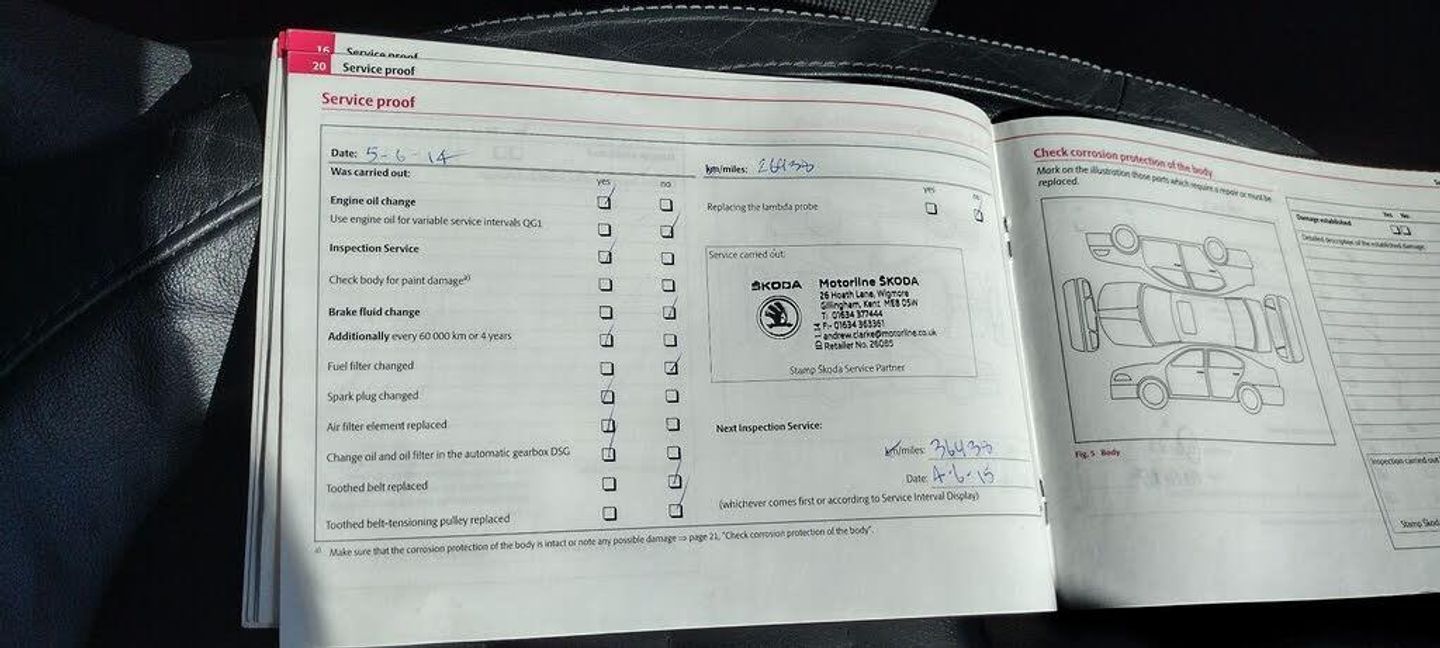 16 Service proof
20 Service proof
Service proof
Date: 5-6-14
km/miles: 26438
Was carried out:
yes no
Engine oil change
Use engine oil for variable service intervals QG1
Inspection Service
Check body for paint damage a)
Brake fluid change
Additionally every 60 000 km or 4 years
Fuel filter changed
Spark plug changed
Air filter element replaced
Change oil and oil filter in the automatic gearbox DSG
Toothed belt replaced
Toothed belt-tensioning pulley replaced
yes no
Replacing the lambda probe
Service carried out:
ŠKODA
Motorline ŠKODA
26 Hoath Lane, Wigmore
Gillingham, Kent ME8 0SW
T: 01634 377444
F: 01634 363361
andrew.clarke@motorline.co.uk
Retailer No. 26085
Stamp Škoda Service Partner
Next Inspection Service:
km/miles: 36438
Date: 4-6-15
(whichever comes first or according to Service Interval Display)
a) Make sure that the corrosion protection of the body is intact or note any possible damage ⇒ page 21, "Check corrosion protection of the body".
Check corrosion protection of the body
Mark on the illustration those parts which require a repair or must be
replaced.
Fig. 5 Body
Yes No
Damage established
Detailed description of the established damage:
Inspection carried out
Stamp Škod